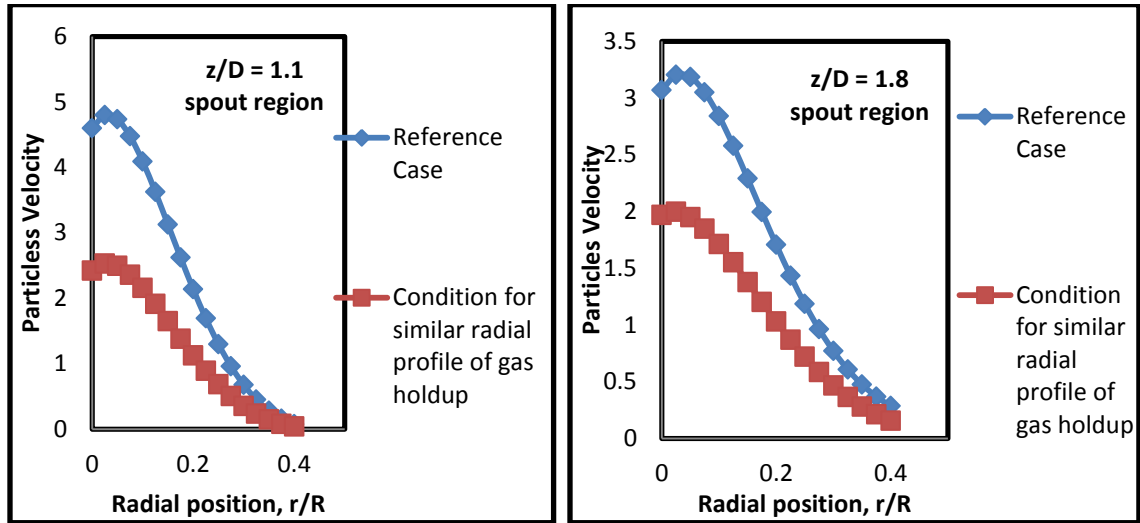 6
5
4
3
2
1
0
Particless Velocity
z/D = 1.1
spout region
Reference
Case
Condition for
similar radial
profile of gas
holdup
0
0.2
0.4
Radial position, r/R
3.5
3
2.5
2
1.5
1
0.5
0
Particles Velocity
z/D = 1.8
spout region
Reference
Case
Condition
for similar
radial
profile of
gas holdup
0
0.2
0.4
Radial position, r/R